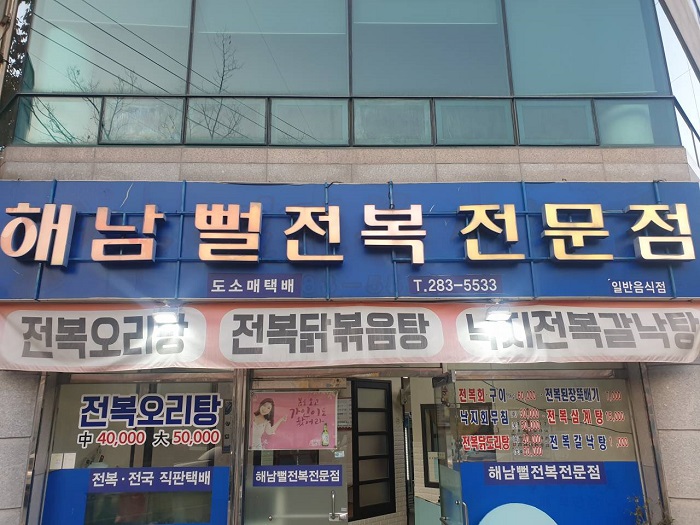 해남뻘전복전문점
도소매택배 T.283-5533 일반음식점
전복오리탕 전복닭볶음탕 낙지전복갈낙탕
전복오리탕
中 40,000 大 50,000
전복·전국 직판택배
해남뻘전복전문점
전복회 구이 전복된장뚝배기
낙지회무침 전복삼계탕
전복갈낙탕
해남뻘전복전문점